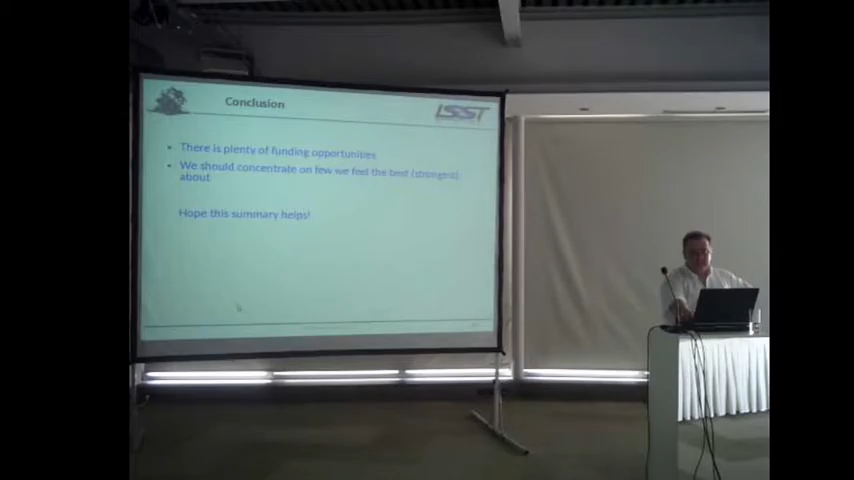 Conclusion
LSST
• There is plenty of funding opportunities
• We should concentrate on few we feel the best (strongest)
about
Hope this summary helps!